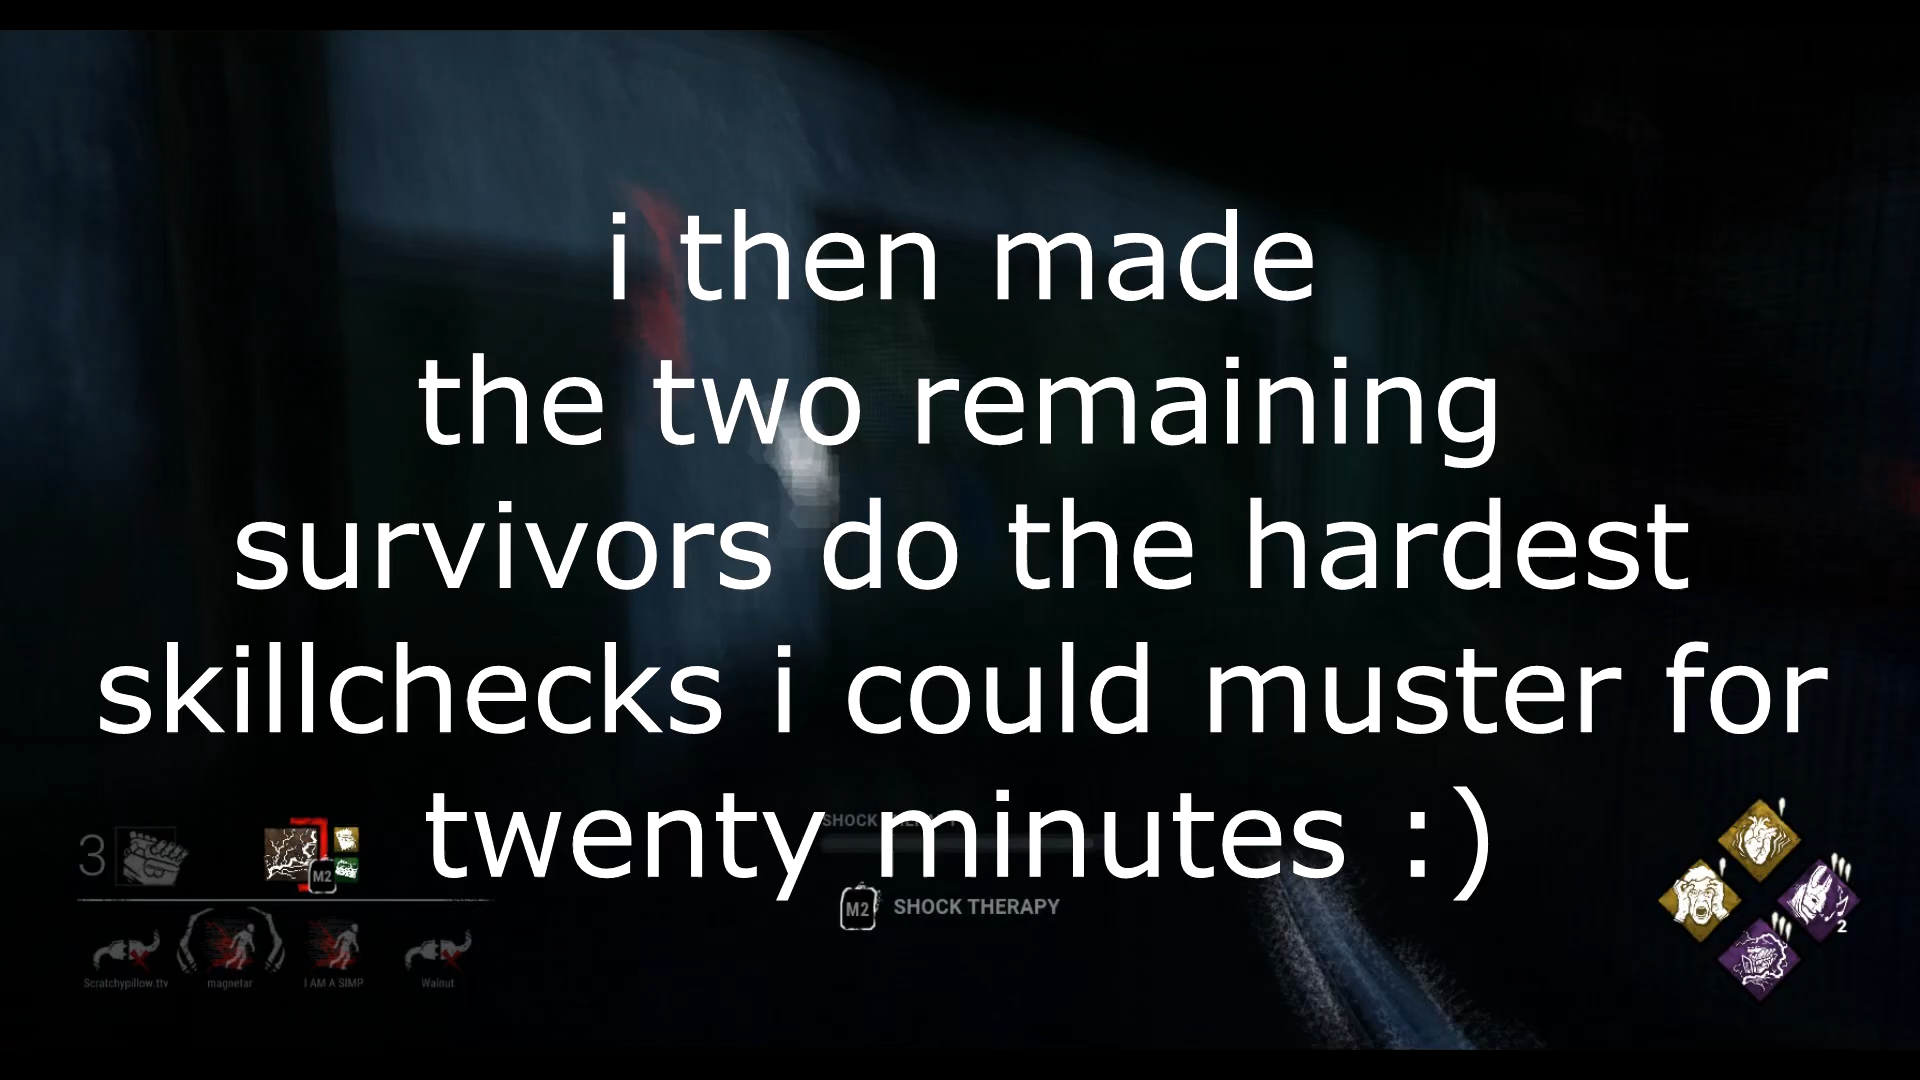 i then made
the two remaining
survivors do the hardest
skillchecks i could muster for
twenty minutes :)
3
M2
SHOCK
M2 SHOCK THERAPY
2
Scratchypillow.ttv magnetar I AM A SIMP Walnut